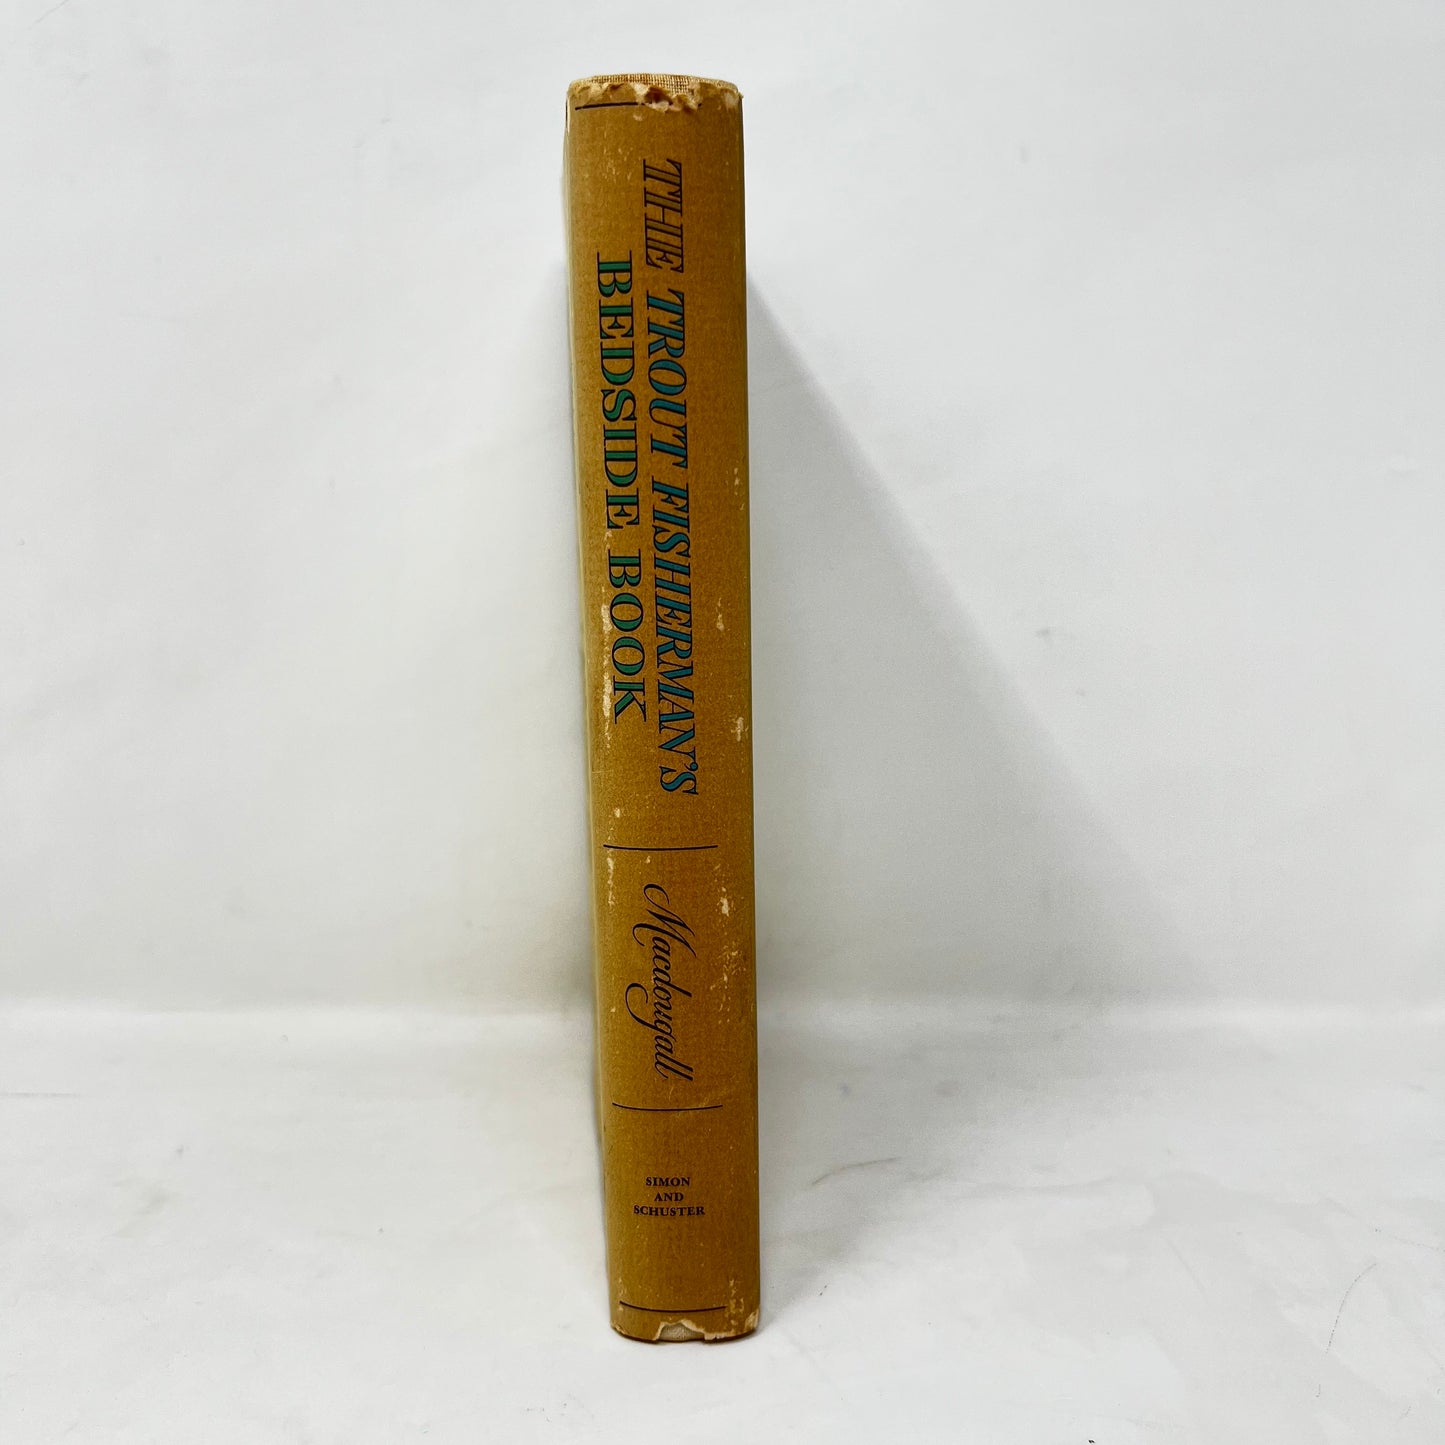 THE TROUT FISHERMAN'S
BEDSIDE BOOK
Macdougall
SIMON
AND
SCHUSTER